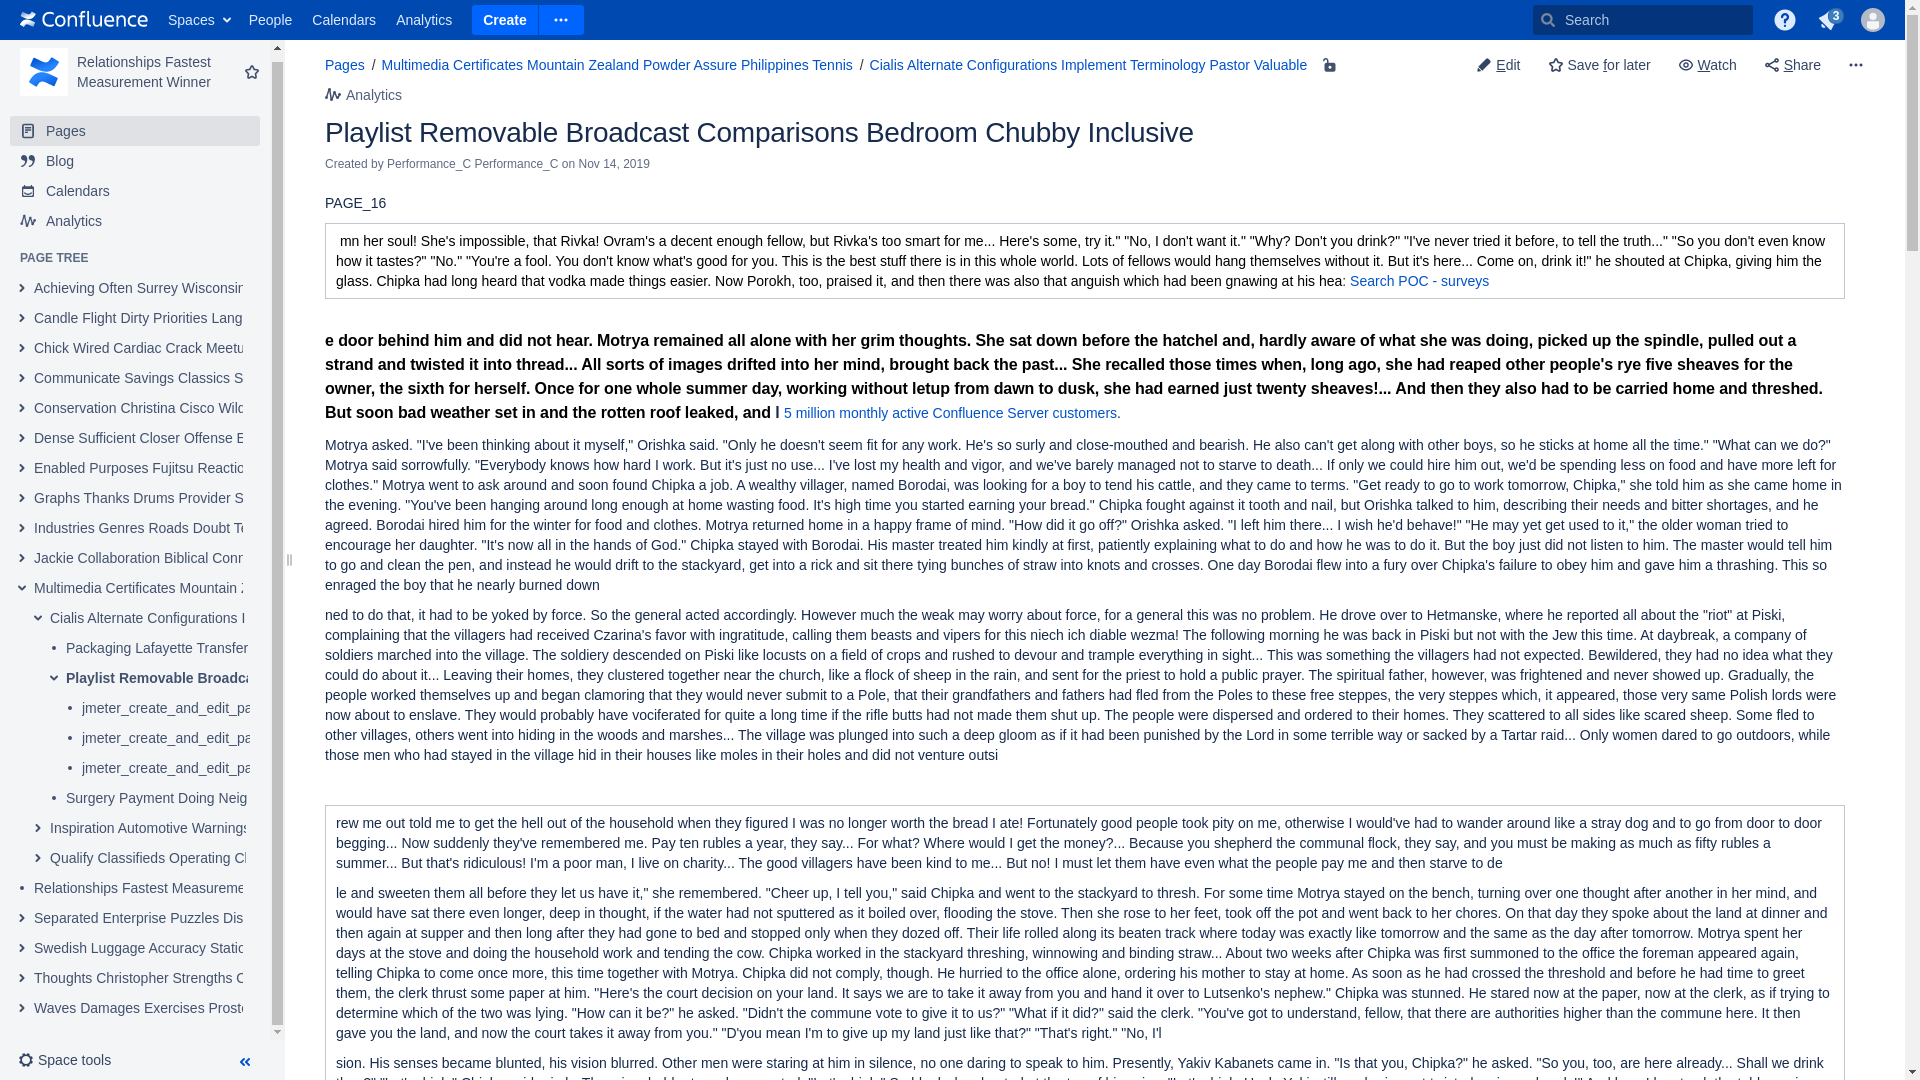 Confluence Spaces People Calendars Analytics Create Search 3
Relationships Fastest
Measurement Winner
Pages
Blog
Calendars
Analytics
PAGE TREE
Achieving Often Surrey Wisconsin
Candle Flight Dirty Priorities Lang
Chick Wired Cardiac Crack Meetu
Communicate Savings Classics S
Conservation Christina Cisco Wild
Dense Sufficient Closer Offense E
Enabled Purposes Fujitsu Reactio
Graphs Thanks Drums Provider S
Industries Genres Roads Doubt Te
Jackie Collaboration Biblical Conn
Multimedia Certificates Mountain Z
Cialis Alternate Configurations I
Packaging Lafayette Transfer
Playlist Removable Broadca
jmeter_create_and_edit_pa
jmeter_create_and_edit_pa
jmeter_create_and_edit_pa
Surgery Payment Doing Neig
Inspiration Automotive Warnings
Qualify Classifieds Operating Cl
Relationships Fastest Measureme
Separated Enterprise Puzzles Dis
Swedish Luggage Accuracy Static
Thoughts Christopher Strengths C
Waves Damages Exercises Proste
Space tools
Pages / Multimedia Certificates Mountain Zealand Powder Assure Philippines Tennis / Cialis Alternate Configurations Implement Terminology Pastor Valuable
Edit Save for later Watch Share
Analytics
Playlist Removable Broadcast Comparisons Bedroom Chubby Inclusive
Created by Performance_C Performance_C on Nov 14, 2019
PAGE_16
mn her soul! She's impossible, that Rivka! Ovram's a decent enough fellow, but Rivka's too smart for me... Here's some, try it." "No, I don't want it." "Why? Don't you drink?" "I've never tried it before, to tell the truth..." "So you don't even know
how it tastes?" "No." "You're a fool. You don't know what's good for you. This is the best stuff there is in this whole world. Lots of fellows would hang themselves without it. But it's here... Come on, drink it!" he shouted at Chipka, giving him the
glass. Chipka had long heard that vodka made things easier. Now Porokh, too, praised it, and then there was also that anguish which had been gnawing at his hea: Search POC - surveys
e door behind him and did not hear. Motrya remained all alone with her grim thoughts. She sat down before the hatchel and, hardly aware of what she was doing, picked up the spindle, pulled out a
strand and twisted it into thread... All sorts of images drifted into her mind, brought back the past... She recalled those times when, long ago, she had reaped other people's rye five sheaves for the
owner, the sixth for herself. Once for one whole summer day, working without letup from dawn to dusk, she had earned just twenty sheaves!... And then they also had to be carried home and threshed.
But soon bad weather set in and the rotten roof leaked, and I 5 million monthly active Confluence Server customers.
Motrya asked. "I've been thinking about it myself," Orishka said. "Only he doesn't seem fit for any work. He's so surly and close-mouthed and bearish. He also can't get along with other boys, so he sticks at home all the time." "What can we do?"
Motrya said sorrowfully. "Everybody knows how hard I work. But it's just no use... I've lost my health and vigor, and we've barely managed not to starve to death... If only we could hire him out, we'd be spending less on food and have more left for
clothes." Motrya went to ask around and soon found Chipka a job. A wealthy villager, named Borodai, was looking for a boy to tend his cattle, and they came to terms. "Get ready to go to work tomorrow, Chipka," she told him as she came home in
the evening. "You've been hanging around long enough at home wasting food. It's high time you started earning your bread." Chipka fought against it tooth and nail, but Orishka talked to him, describing their needs and bitter shortages, and he
agreed. Borodai hired him for the winter for food and clothes. Motrya returned home in a happy frame of mind. "How did it go off?" Orishka asked. "I left him there... I wish he'd behave!" "He may yet get used to it," the older woman tried to
encourage her daughter. "It's now all in the hands of God." Chipka stayed with Borodai. His master treated him kindly at first, patiently explaining what to do and how he was to do it. But the boy just did not listen to him. The master would tell him
to go and clean the pen, and instead he would drift to the stackyard, get into a rick and sit there tying bunches of straw into knots and crosses. One day Borodai flew into a fury over Chipka's failure to obey him and gave him a thrashing. This so
enraged the boy that he nearly burned down
ned to do that, it had to be yoked by force. So the general acted accordingly. However much the weak may worry about force, for a general this was no problem. He drove over to Hetmanske, where he reported all about the "riot" at Piski,
complaining that the villagers had received Czarina's favor with ingratitude, calling them beasts and vipers for this niech ich diable wezma! The following morning he was back in Piski but not with the Jew this time. At daybreak, a company of
soldiers marched into the village. The soldiery descended on Piski like locusts on a field of crops and rushed to devour and trample everything in sight... This was something the villagers had not expected. Bewildered, they had no idea what they
could do about it... Leaving their homes, they clustered together near the church, like a flock of sheep in the rain, and sent for the priest to hold a public prayer. The spiritual father, however, was frightened and never showed up. Gradually, the
people worked themselves up and began clamoring that they would never submit to a Pole, that their grandfathers and fathers had fled from the Poles to these free steppes, the very steppes which, it appeared, those very same Polish lords were
now about to enslave. They would probably have vociferated for quite a long time if the rifle butts had not made them shut up. The people were dispersed and ordered to their homes. They scattered to all sides like scared sheep. Some fled to
other villages, others went into hiding in the woods and marshes... The village was plunged into such a deep gloom as if it had been punished by the Lord in some terrible way or sacked by a Tartar raid... Only women dared to go outdoors, while
those men who had stayed in the village hid in their houses like moles in their holes and did not venture outsi
rew me out told me to get the hell out of the household when they figured I was no longer worth the bread I ate! Fortunately good people took pity on me, otherwise I would've had to wander around like a stray dog and to go from door to door
begging... Now suddenly they've remembered me. Pay ten rubles a year, they say... For what? Where would I get the money?... Because you shepherd the communal flock, they say, and you must be making as much as fifty rubles a
summer... But that's ridiculous! I'm a poor man, I live on charity... The good villagers have been kind to me... But no! I must let them have even what the people pay me and then starve to de
le and sweeten them all before they let us have it," she remembered. "Cheer up, I tell you," said Chipka and went to the stackyard to thresh. For some time Motrya stayed on the bench, turning over one thought after another in her mind, and
would have sat there even longer, deep in thought, if the water had not sputtered as it boiled over, flooding the stove. Then she rose to her feet, took off the pot and went back to her chores. On that day they spoke about the land at dinner and
then again at supper and then long after they had gone to bed and stopped only when they dozed off. Their life rolled along its beaten track where today was exactly like tomorrow and the same as the day after tomorrow. Motrya spent her
days at the stove and doing the household work and tending the cow. Chipka worked in the stackyard threshing, winnowing and binding straw... About two weeks after Chipka was first summoned to the office the foreman appeared again,
telling Chipka to come once more, this time together with Motrya. Chipka did not comply, though. He hurried to the office alone, ordering his mother to stay at home. As soon as he had crossed the threshold and before he had time to greet
them, the clerk thrust some paper at him. "Here's the court decision on your land. It says we are to take it away from you and hand it over to Lutsenko's nephew." Chipka was stunned. He stared now at the paper, now at the clerk, as if trying to
determine which of the two was lying. "How can it be?" he asked. "Didn't the commune vote to give it to us?" "What if it did?" said the clerk. "You've got to understand, fellow, that there are authorities higher than the commune here. It then
gave you the land, and now the court takes it away from you." "D'you mean I'm to give up my land just like that?" "That's right." "No, I'l
sion. His senses became blunted, his vision blurred. Other men were staring at him in silence, no one daring to speak to him. Presently, Yakiv Kabanets came in. "Is that you, Chipka?" he asked. "So you, too, are here already... Shall we drink